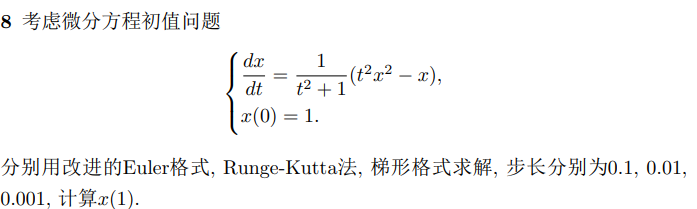 8 考虑微分方程初值问题
dx/dt = 1/(t² + 1) (t²x² − x),
x(0) = 1.
分别用改进的Euler格式, Runge-Kutta法, 梯形格式求解, 步长分别为0.1, 0.01,
0.001, 计算x(1).